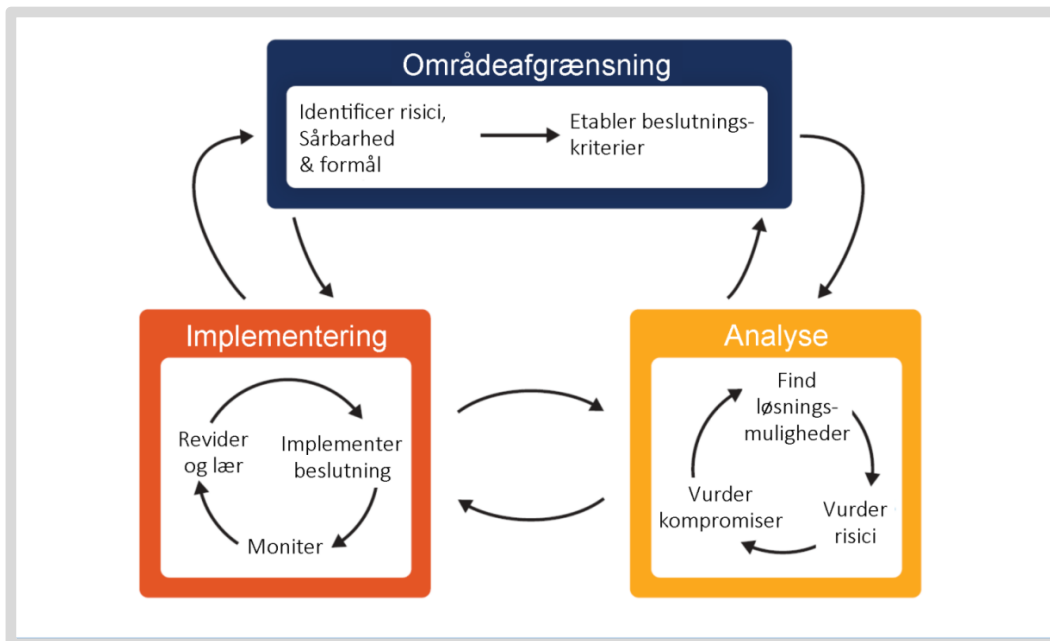 Områdeafgrænsning
Identificer risici,
Sårbarhed
& formål
Etabler beslutnings-
kriterier
Implementering
Revider
og lær
Implementer
beslutning
Moniter
Analyse
Find
løsnings-
muligheder
Vurder
kompromiser
Vurder
risici